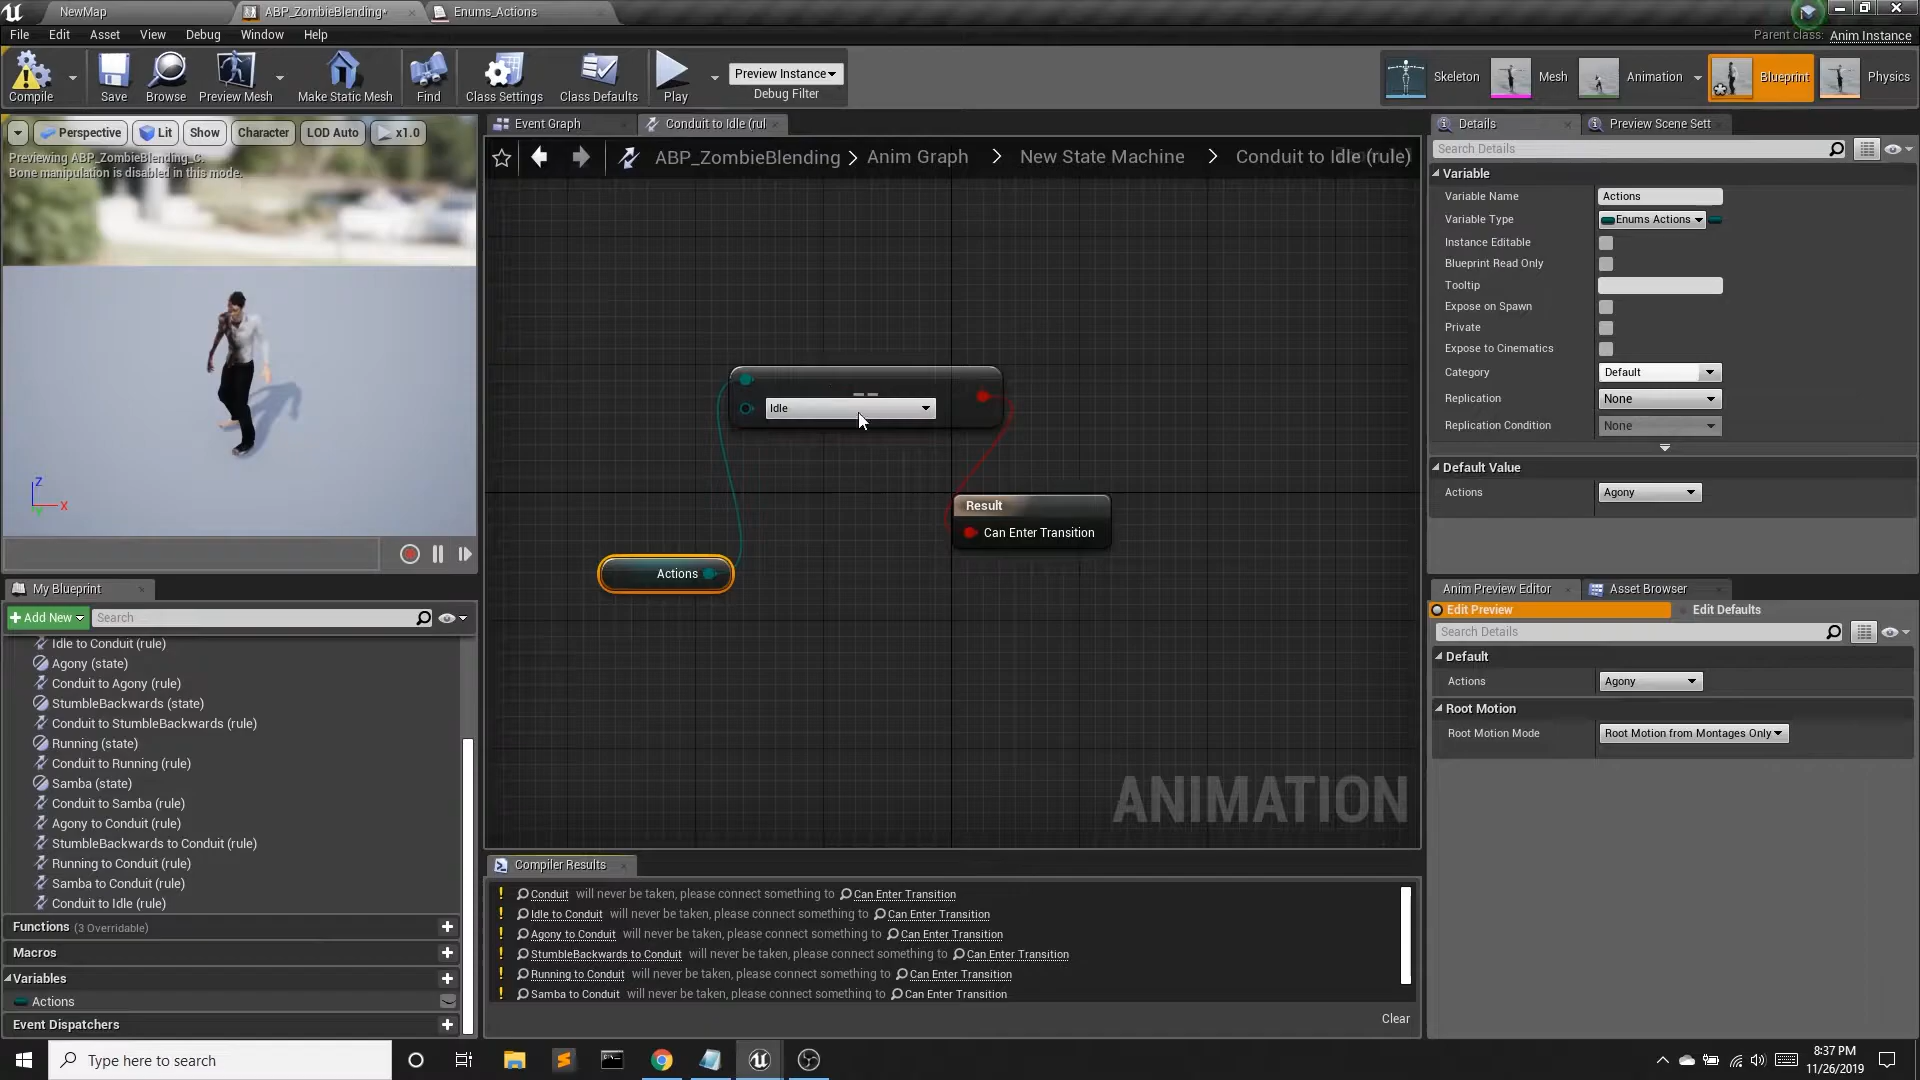 NewMap
ABP_ZombieBlending*
Enums_Actions
File Edit Asset View Debug Window Help
Parent class: Anim Instance
Compile
Save
Browse
Preview Mesh
Make Static Mesh
Find
Class Settings
Class Defaults
Play
Preview Instance
Debug Filter
Skeleton
Mesh
Animation
Blueprint
Physics
Perspective
Lit
Show
Character
LOD Auto
x1.0
Previewing ABP_ZombieBlending_C.
Bone manipulation is disabled in this mode.
Z
X
Event Graph
Conduit to Idle (rul
ABP_ZombieBlending > Anim Graph > New State Machine > Conduit to Idle (rule)
==
Idle
Result
Can Enter Transition
Actions
ANIMATION
Details
Preview Scene Sett
Search Details
Variable
Variable Name Actions
Variable Type Enums Actions
Instance Editable
Blueprint Read Only
Tooltip
Expose on Spawn
Private
Expose to Cinematics
Category Default
Replication None
Replication Condition None
Default Value
Actions Agony
My Blueprint
Add New
Search
Idle to Conduit (rule)
Agony (state)
Conduit to Agony (rule)
StumbleBackwards (state)
Conduit to StumbleBackwards (rule)
Running (state)
Conduit to Running (rule)
Samba (state)
Conduit to Samba (rule)
Agony to Conduit (rule)
StumbleBackwards to Conduit (rule)
Running to Conduit (rule)
Samba to Conduit (rule)
Conduit to Idle (rule)
Functions (3 Overridable)
Macros
Variables
Actions
Event Dispatchers
Compiler Results
! Conduit will never be taken, please connect something to Can Enter Transition
! Idle to Conduit will never be taken, please connect something to Can Enter Transition
! Agony to Conduit will never be taken, please connect something to Can Enter Transition
! StumbleBackwards to Conduit will never be taken, please connect something to Can Enter Transition
! Running to Conduit will never be taken, please connect something to Can Enter Transition
! Samba to Conduit will never be taken, please connect something to Can Enter Transition
Clear
Anim Preview Editor
Asset Browser
Edit Preview
Edit Defaults
Search Details
Default
Actions Agony
Root Motion
Root Motion Mode Root Motion from Montages Only
Type here to search
8:37 PM
11/26/2019